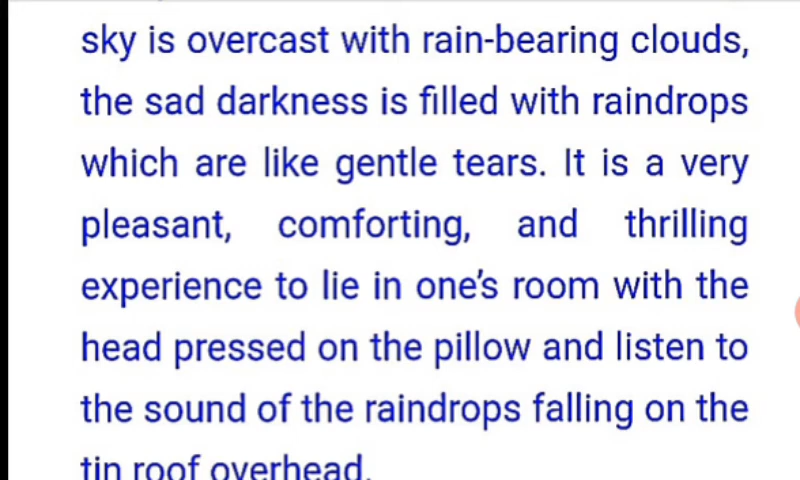 sky is overcast with rain-bearing clouds,
the sad darkness is filled with raindrops
which are like gentle tears. It is a very
pleasant, comforting, and thrilling
experience to lie in one's room with the
head pressed on the pillow and listen to
the sound of the raindrops falling on the
tin roof overhead.